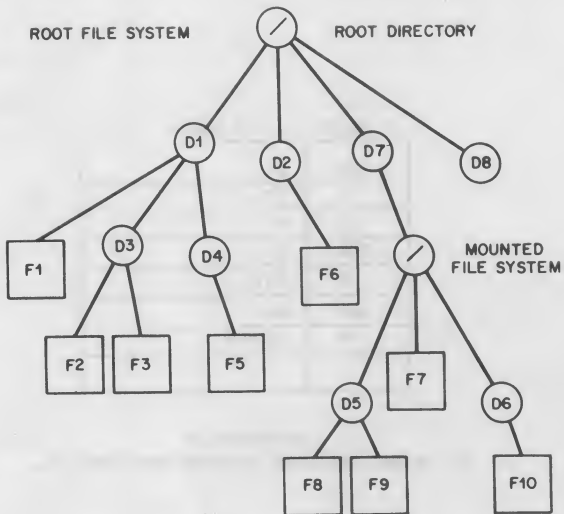 ROOT FILE SYSTEM
/
ROOT DIRECTORY
D1
D2
D7
D8
F1
D3
D4
F6
/
MOUNTED
FILE SYSTEM
F2
F3
F5
F7
D5
D6
F8
F9
F10